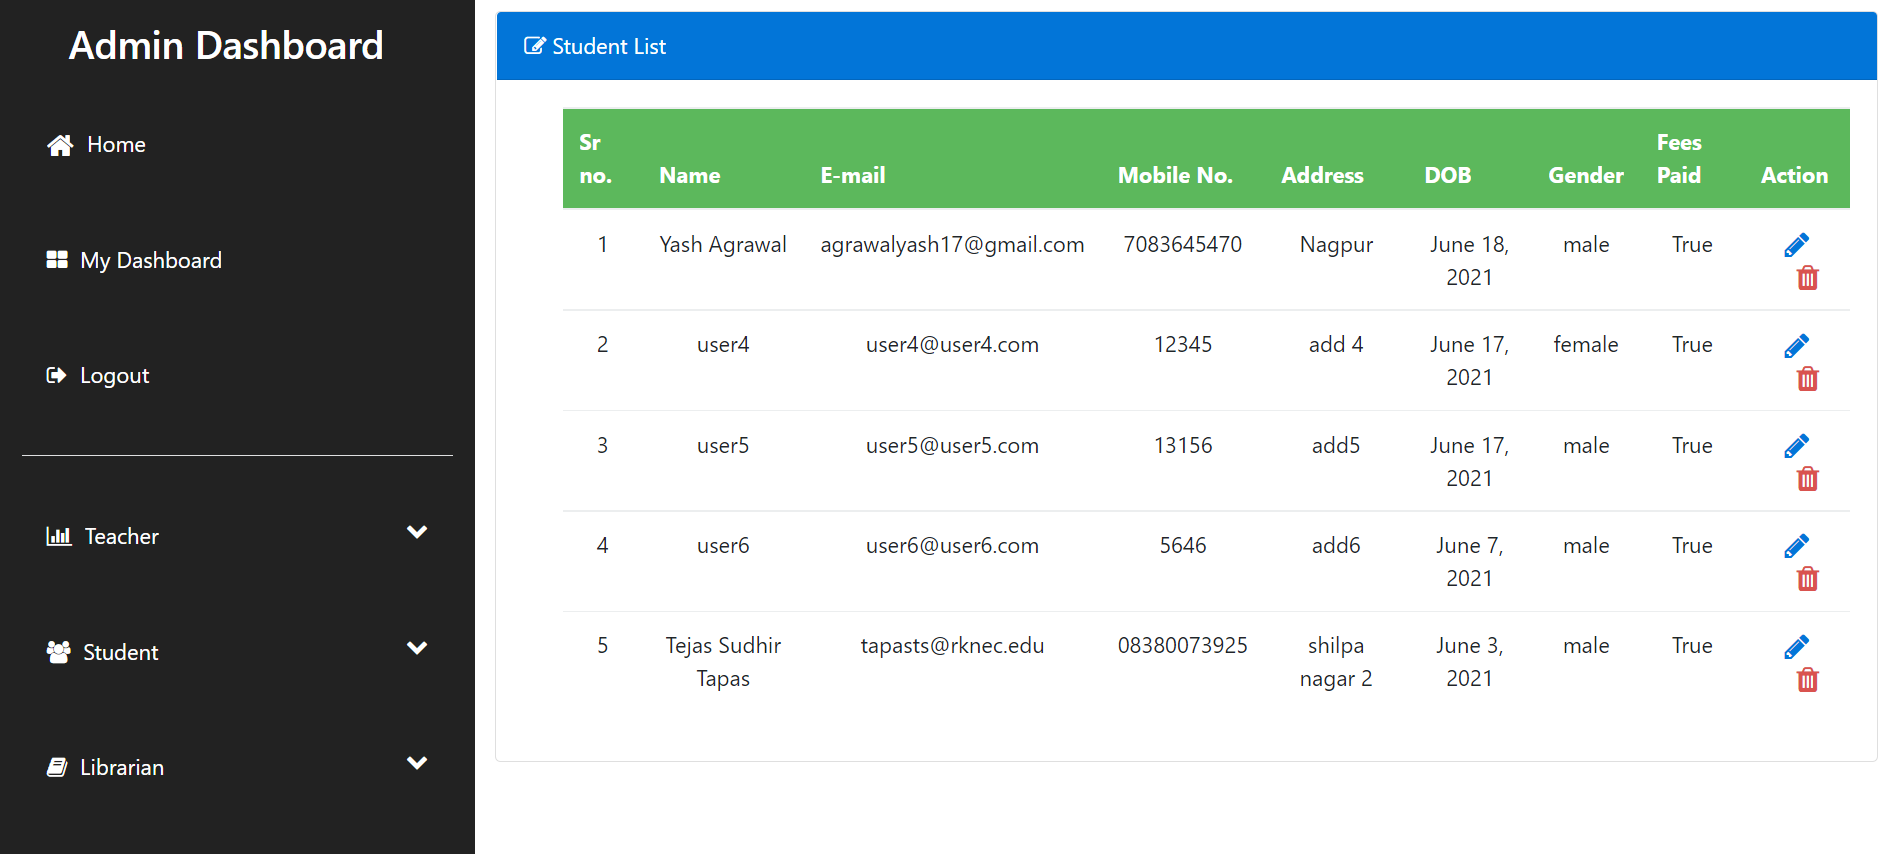 Admin Dashboard
Home
My Dashboard
Logout
Teacher
Student
Librarian
Student List
Sr no. Name E-mail Mobile No. Address DOB Gender Fees Paid Action
1 Yash Agrawal agrawalyash17@gmail.com 7083645470 Nagpur June 18, 2021 male True
2 user4 user4@user4.com 12345 add 4 June 17, 2021 female True
3 user5 user5@user5.com 13156 add5 June 17, 2021 male True
4 user6 user6@user6.com 5646 add6 June 7, 2021 male True
5 Tejas Sudhir Tapas tapasts@rknec.edu 08380073925 shilpa nagar 2 June 3, 2021 male True